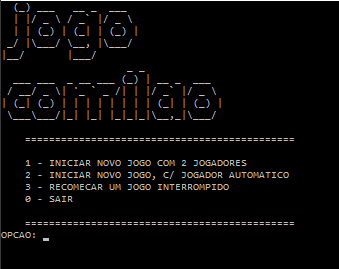 jogo
comilao
===========================================
1 - INICIAR NOVO JOGO COM 2 JOGADORES
2 - INICIAR NOVO JOGO, C/ JOGADOR AUTOMATICO
3 - RECOMECAR UM JOGO INTERROMPIDO
0 - SAIR
===========================================
OPCAO: _